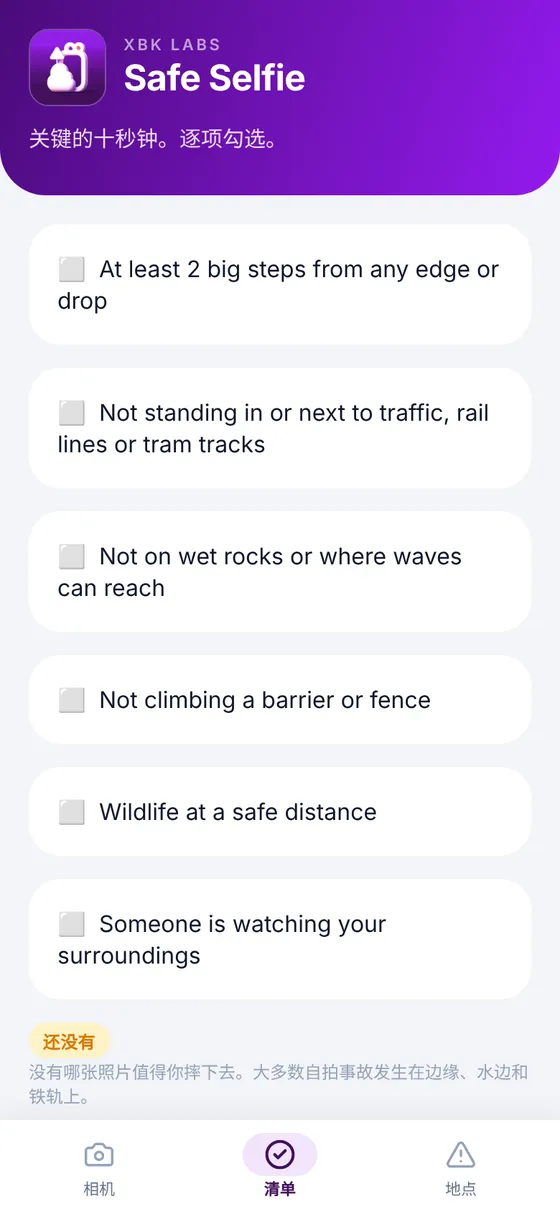 XBK LABS
Safe Selfie
关键的十秒钟。逐项勾选。
At least 2 big steps from any edge or
drop
Not standing in or next to traffic, rail
lines or tram tracks
Not on wet rocks or where waves
can reach
Not climbing a barrier or fence
Wildlife at a safe distance
Someone is watching your
surroundings
还没有
没有哪张照片值得你摔下去。大多数自拍事故发生在边缘、水边和
铁轨上。
相机
清单
地点